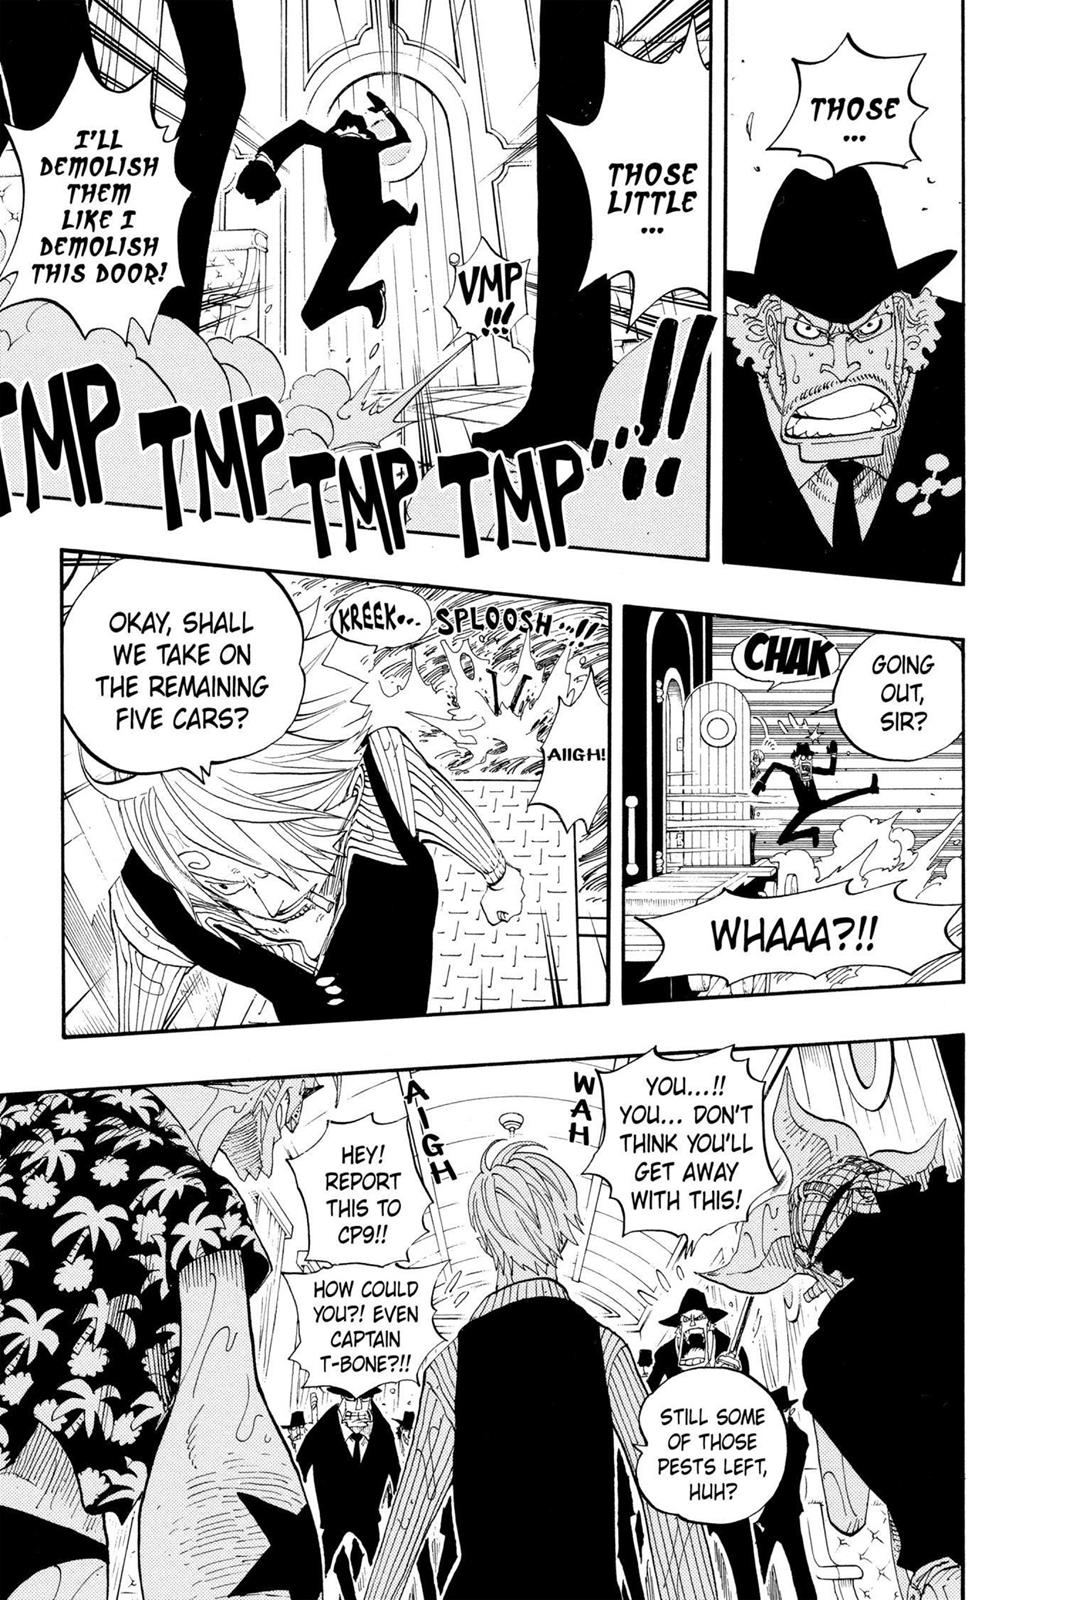 THOSE
...
THOSE
LITTLE
...
VMP
!!!
I'LL
DEMOLISH
THEM
LIKE I
DEMOLISH
THIS DOOR!
TMP TMP TMP TMP...!!
GOING
OUT,
SIR?
CHAK
WHAAA?!!
KREEK...
SPLOOSH...!!
AIIGH!
OKAY, SHALL
WE TAKE ON
THE REMAINING
FIVE CARS?
YOU...!!
YOU... DON'T
THINK YOU'LL
GET AWAY
WITH THIS!
WAH
AIGH
HEY!
REPORT
THIS TO
CP9!!
HOW COULD
YOU?! EVEN
CAPTAIN
T-BONE?!!
STILL SOME
OF THOSE
PESTS LEFT,
HUH?